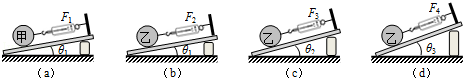 甲 F₁ θ₁
(a)
乙 F₂ θ₁
(b)
乙 F₃ θ₂
(c)
乙 F₄ θ₃
(d)